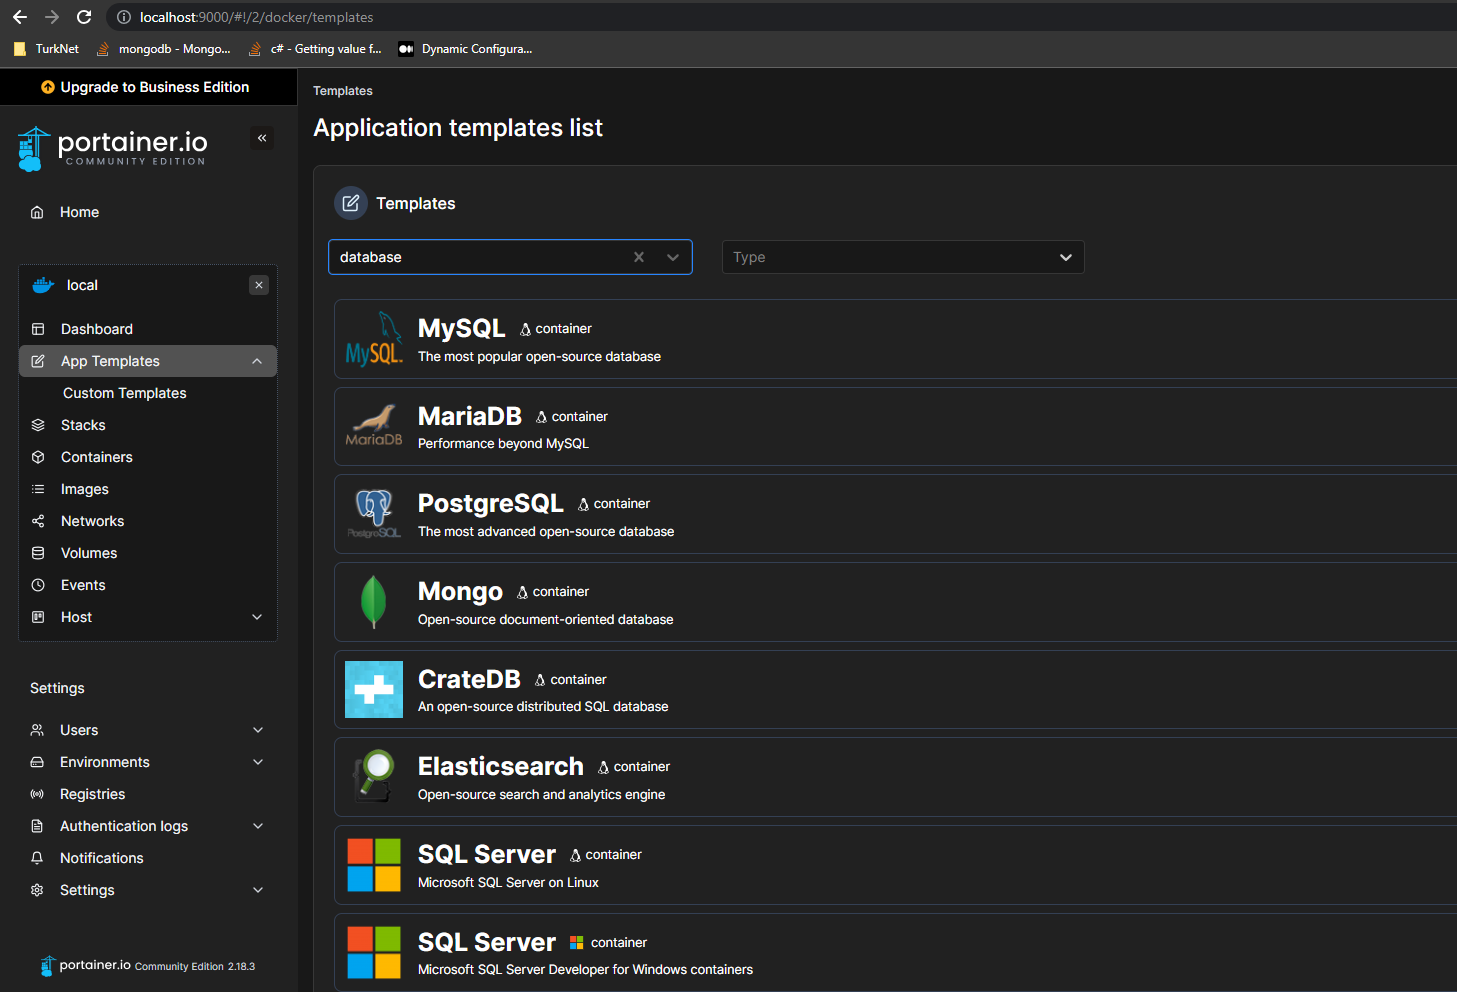 localhost:9000/#!/2/docker/templates
TurkNet
mongodb - Mongo...
c# - Getting value f...
Dynamic Configura...
Upgrade to Business Edition
portainer.io
COMMUNITY EDITION
Home
local
Dashboard
App Templates
Custom Templates
Stacks
Containers
Images
Networks
Volumes
Events
Host
Settings
Users
Environments
Registries
Authentication logs
Notifications
Settings
portainer.io Community Edition 2.18.3
Templates
Application templates list
Templates
database
Type
MySQL
MySQL container
The most popular open-source database
MariaDB
MariaDB container
Performance beyond MySQL
PostgreSQL
PostgreSQL container
The most advanced open-source database
Mongo container
Open-source document-oriented database
CrateDB container
An open-source distributed SQL database
Elasticsearch container
Open-source search and analytics engine
SQL Server container
Microsoft SQL Server on Linux
SQL Server container
Microsoft SQL Server Developer for Windows containers